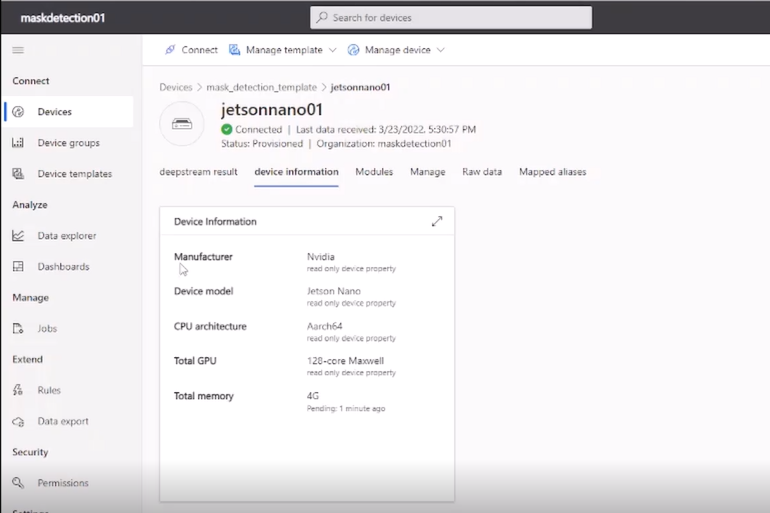 maskdetection01
Search for devices
Connect
Manage template
Manage device
Connect
Devices
Device groups
Device templates
Analyze
Data explorer
Dashboards
Manage
Jobs
Extend
Rules
Data export
Security
Permissions
Settings
Devices > mask_detection_template > jetsonnano01
jetsonnano01
Connected | Last data received: 3/23/2022, 5:30:57 PM
Status: Provisioned | Organization: maskdetection01
deepstream result device information Modules Manage Raw data Mapped aliases
Device Information
Manufacturer Nvidia
read only device property
Device model Jetson Nano
read only device property
CPU architecture Aarch64
read only device property
Total GPU 128-core Maxwell
read only device property
Total memory 4G
Pending: 1 minute ago